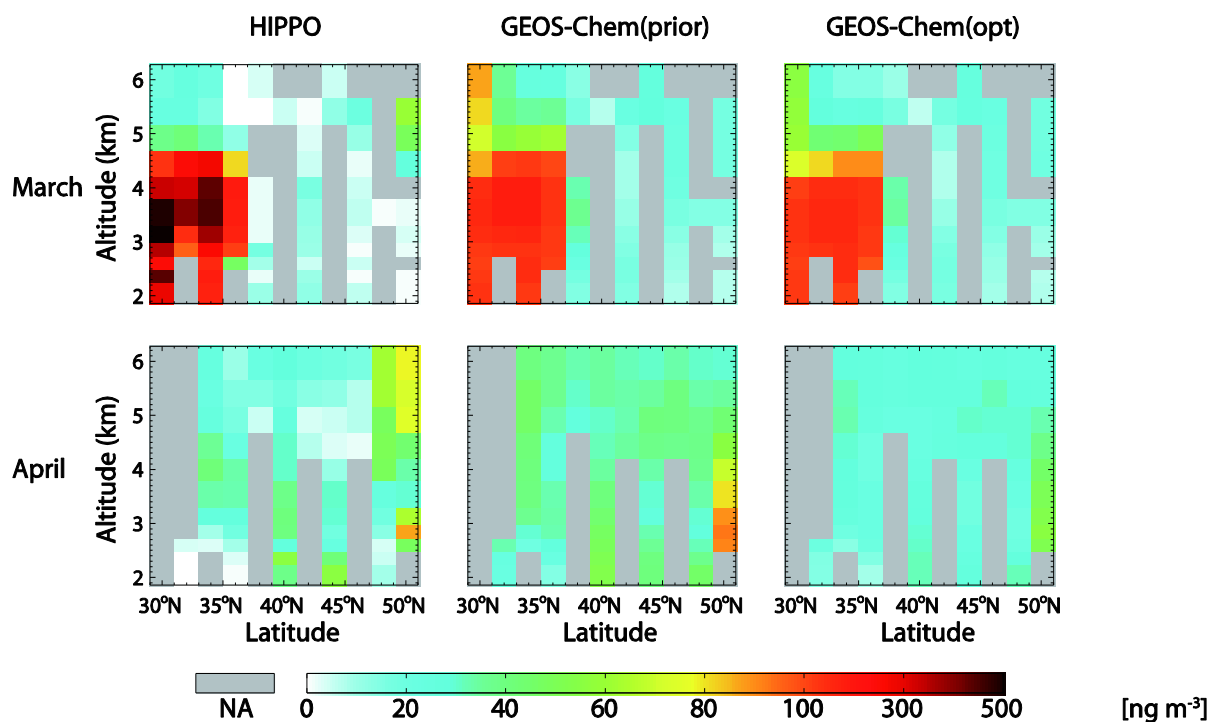 HIPPO GEOS-Chem(prior) GEOS-Chem(opt)
March
Altitude (km)
6
5
4
3
2
April
Altitude (km)
6
5
4
3
2
30°N 35°N 40°N 45°N 50°N 30°N 35°N 40°N 45°N 50°N 30°N 35°N 40°N 45°N 50°N
Latitude Latitude Latitude
NA 0 20 40 60 80 100 300 500 [ng m⁻³]